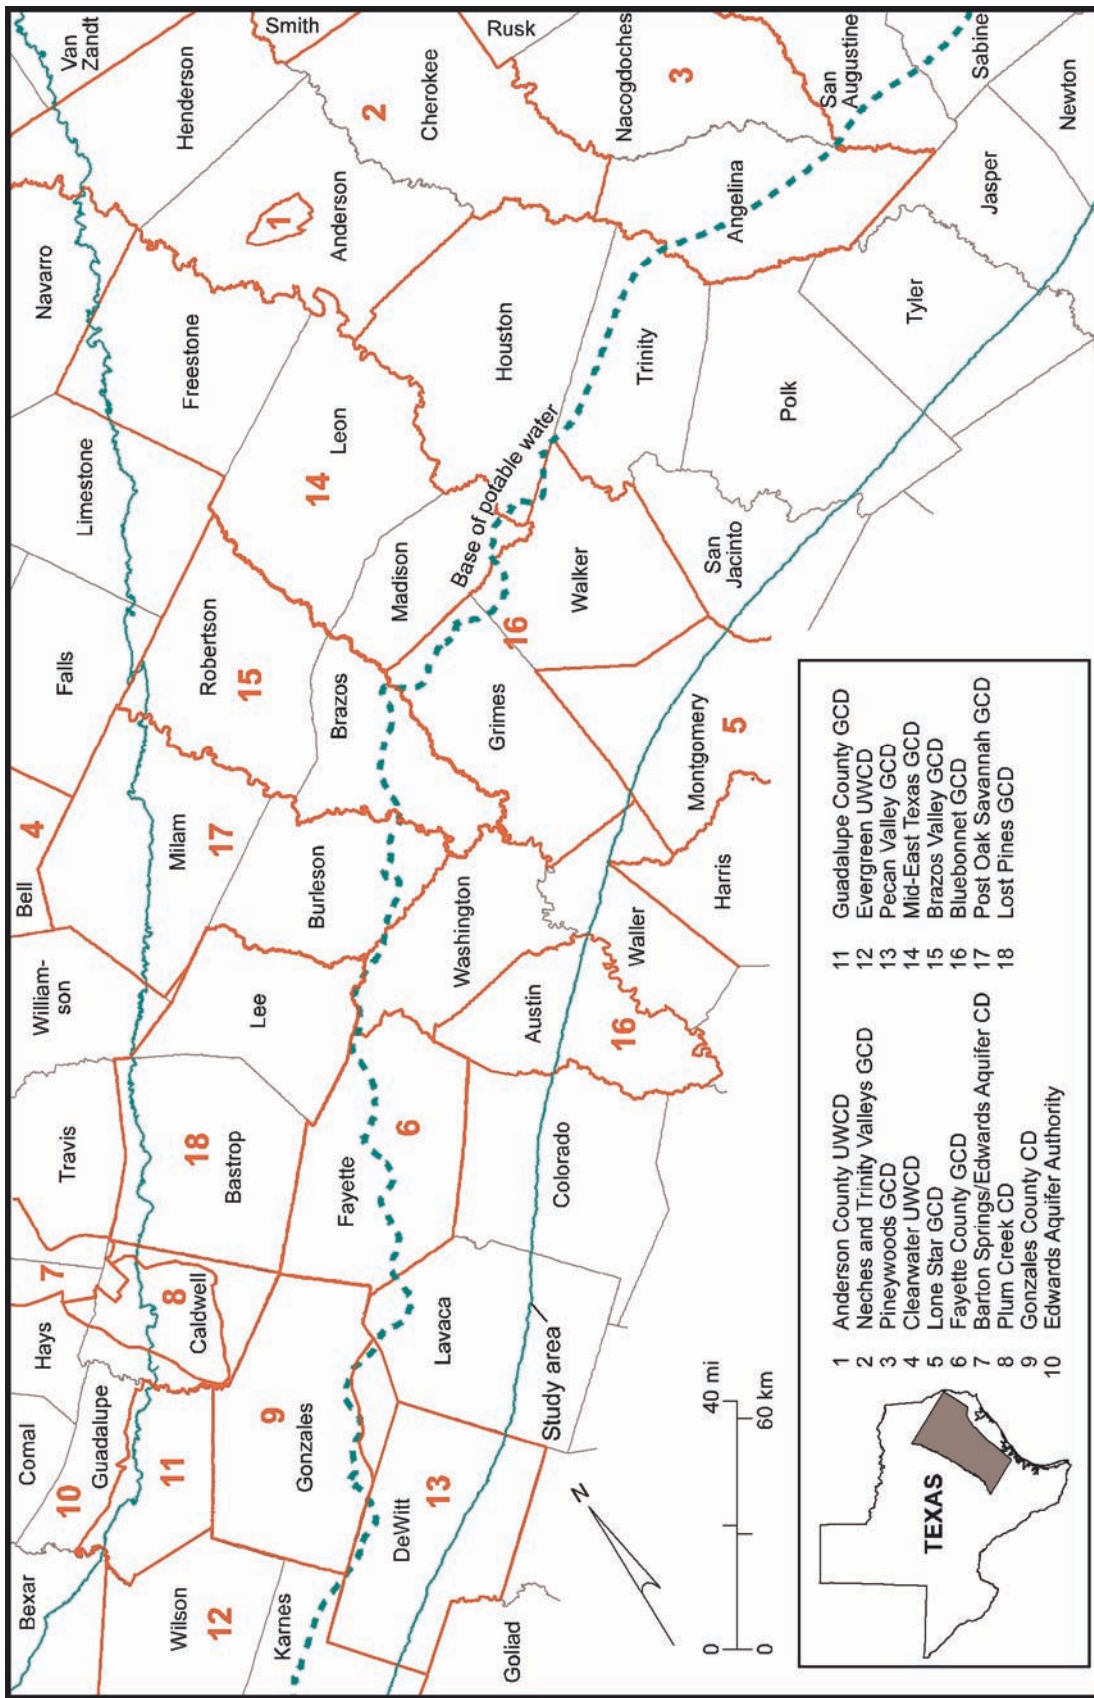 Van
Zandt
Smith
Rusk
Henderson
Cherokee
2
Nacogdoches
3
San
Augustine
Sabine
Newton
Jasper
Angelina
Navarro
Anderson
1
Freestone
Houston
Trinity
Tyler
Polk
Limestone
Leon
14
Base of potable water
Madison
Walker
16
San
Jacinto
Falls
Robertson
15
Brazos
Grimes
Montgomery
5
4
Bell
Milam
17
Burleson
Washington
Waller
Harris
William-
son
Lee
Austin
16
Travis
18
Bastrop
Fayette
6
Colorado
7
Hays
8
Caldwell
Lavaca
Study area
Comal
Guadalupe
10
11
9
Gonzales
DeWitt
13
Bexar
Wilson
12
Karnes
Goliad
N
0
40 mi
0
60 km
TEXAS
1 Anderson County UWCD
2 Neches and Trinity Valleys GCD
3 Pineywoods GCD
4 Clearwater UWCD
5 Lone Star GCD
6 Fayette County GCD
7 Barton Springs/Edwards Aquifer CD
8 Plum Creek CD
9 Gonzales County CD
10 Edwards Aquifer Authority
11 Guadalupe County GCD
12 Evergreen UWCD
13 Pecan Valley GCD
14 Mid-East Texas GCD
15 Brazos Valley GCD
16 Bluebonnet GCD
17 Post Oak Savannah GCD
18 Lost Pines GCD